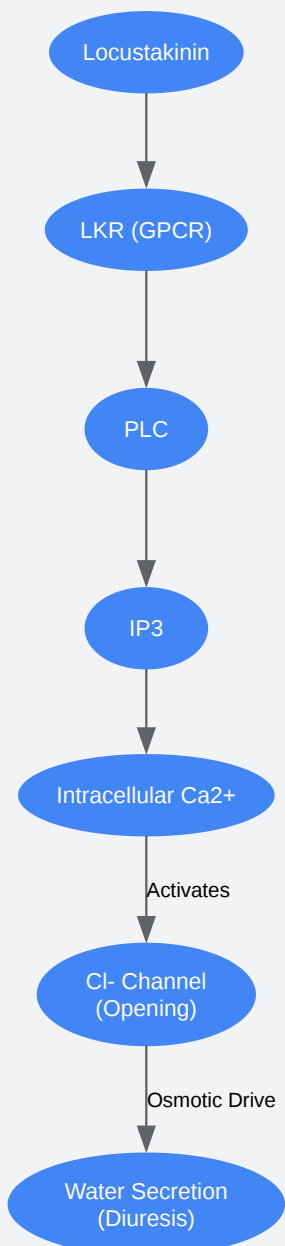 Locustakinin
LKR (GPCR)
PLC
IP3
Intracellular Ca2+
Activates
Cl- Channel
(Opening)
Osmotic Drive
Water Secretion
(Diuresis)